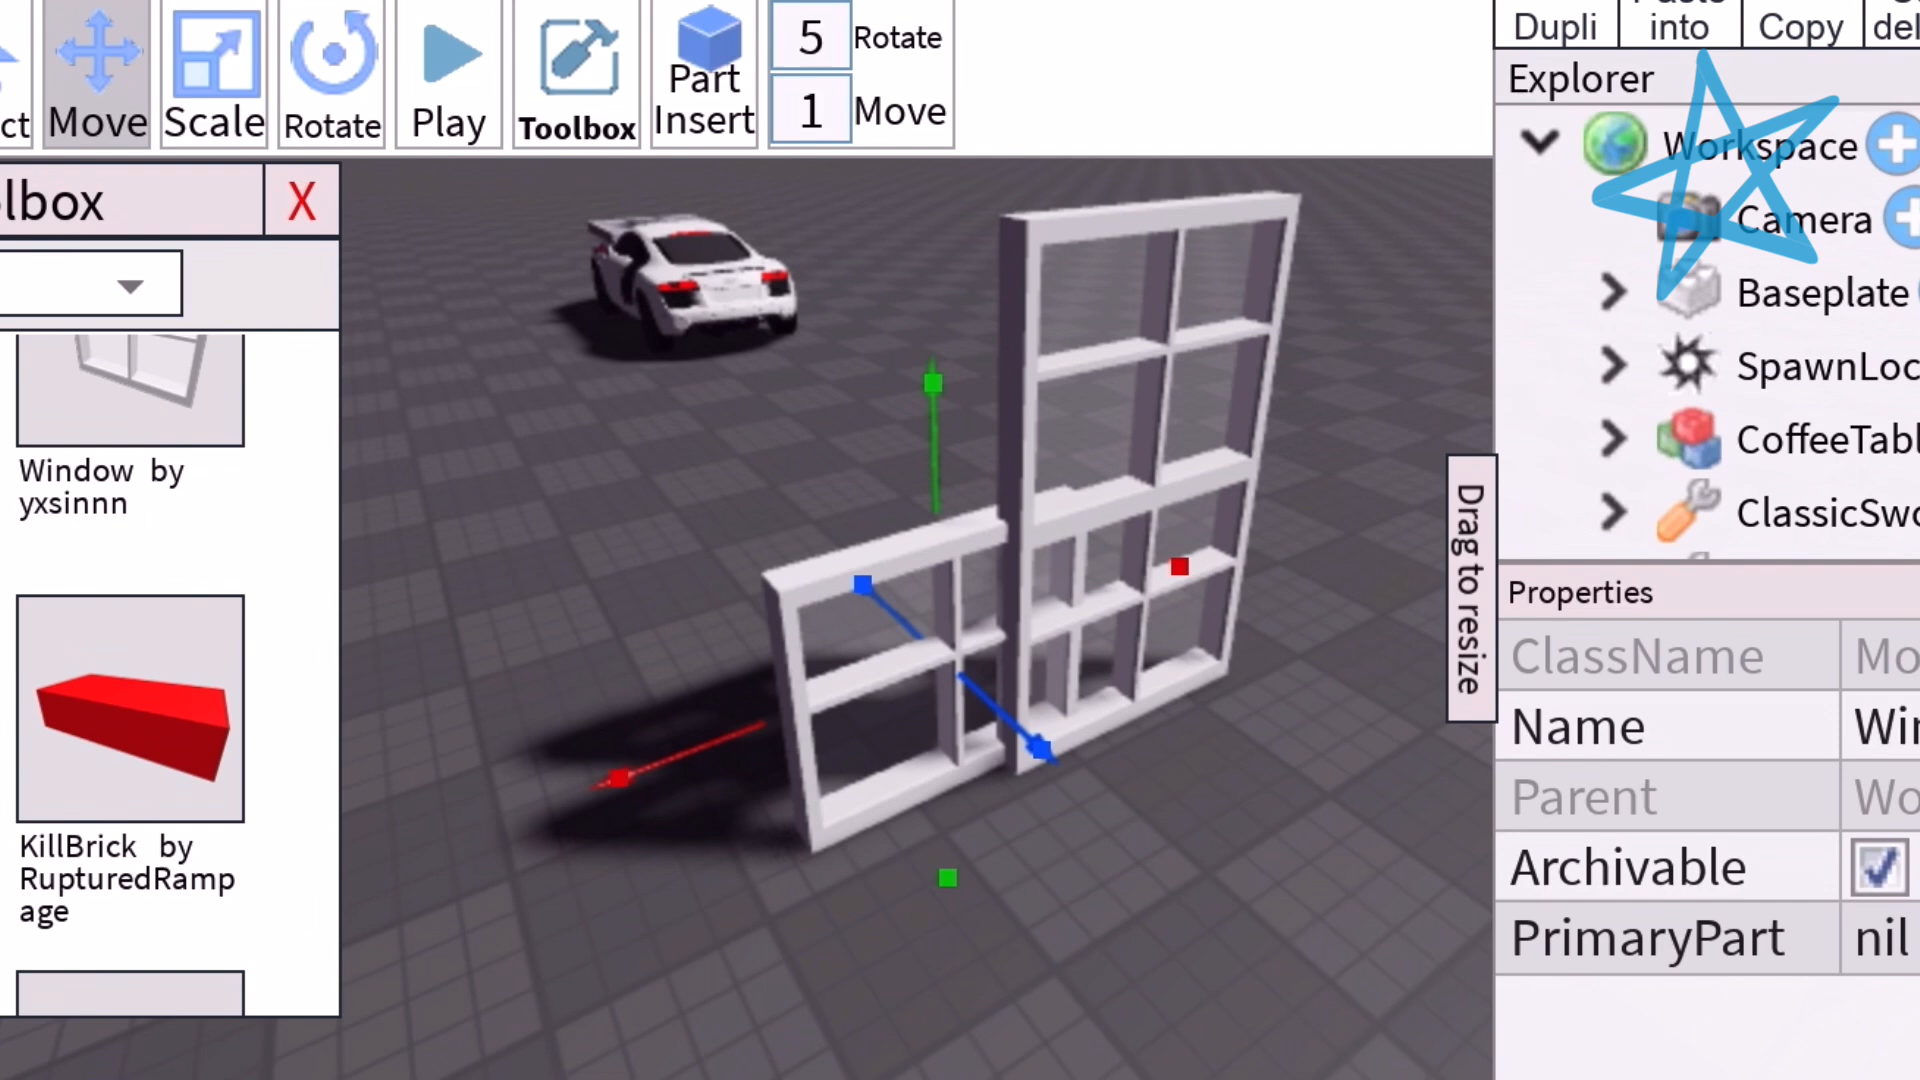 ct
Move
Scale
Rotate
Play
Toolbox
Part
Insert
5
Rotate
1
Move
Dupli
into
Copy
del
Explorer
Workspace
Camera
Baseplate
SpawnLoc
CoffeeTabl
ClassicSwo
lbox
X
Window by
yxsinnn
KillBrick by
RupturedRamp
age
Drag to resize
Properties
ClassName Mo
Name Win
Parent Wo
Archivable
PrimaryPart nil